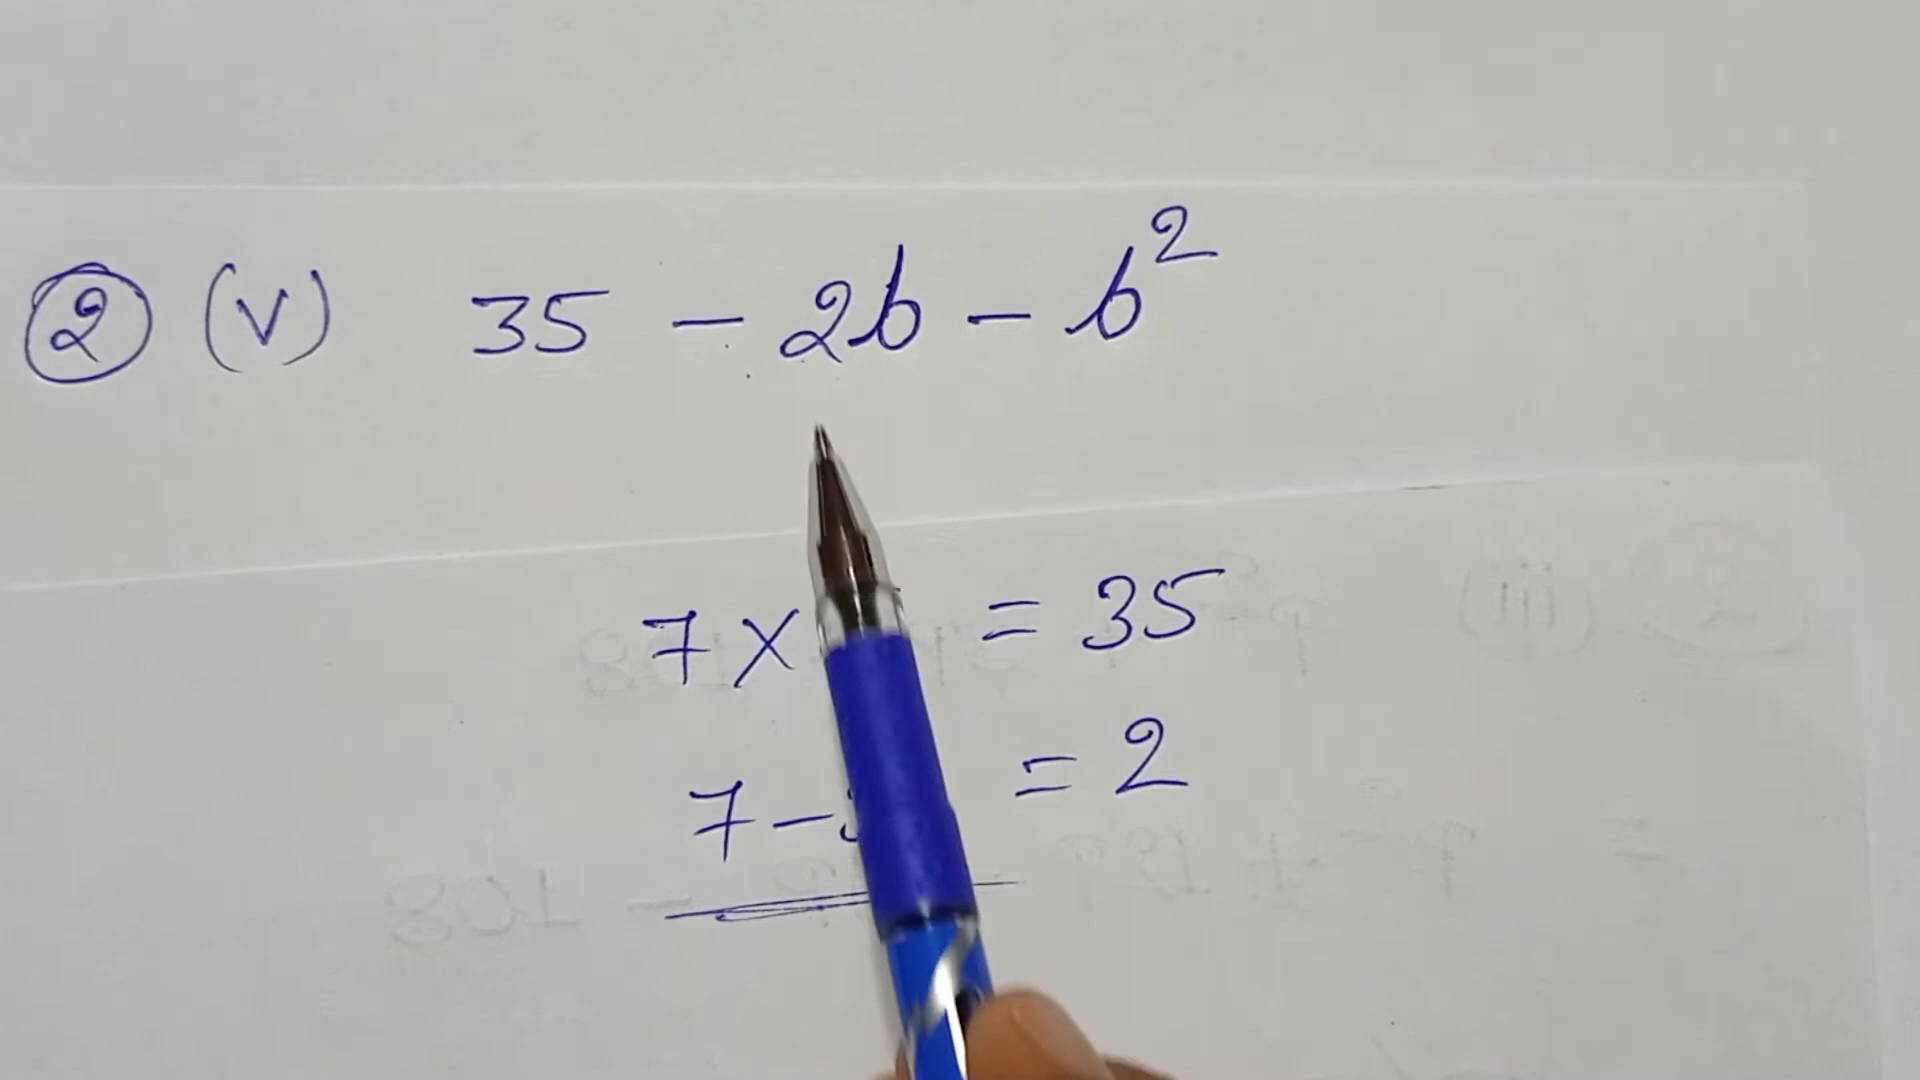 ② (V) 35 - 2b - b²
7 × = 35
7 - = 2